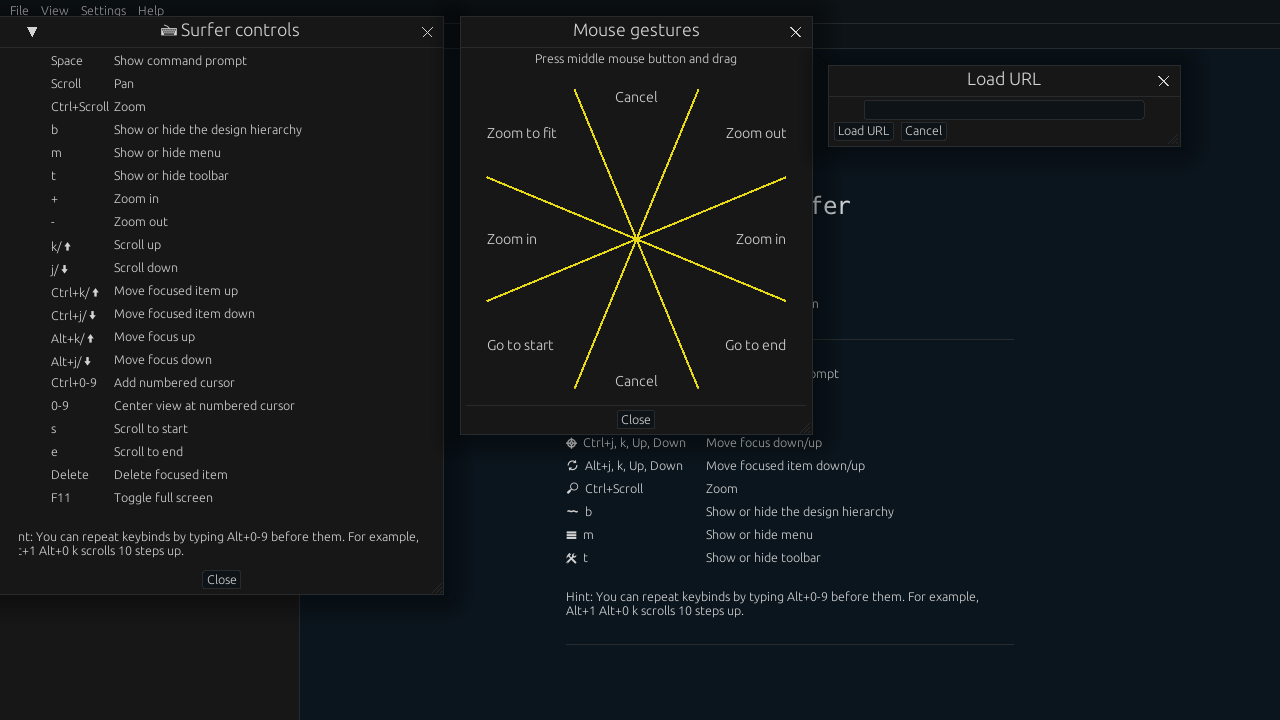 File View Settings Help
Surfer controls
Space Show command prompt
Scroll Pan
Ctrl+Scroll Zoom
b Show or hide the design hierarchy
m Show or hide menu
t Show or hide toolbar
+ Zoom in
- Zoom out
k/⬆ Scroll up
j/⬇ Scroll down
Ctrl+k/⬆ Move focused item up
Ctrl+j/⬇ Move focused item down
Alt+k/⬆ Move focus up
Alt+j/⬇ Move focus down
Ctrl+0-9 Add numbered cursor
0-9 Center view at numbered cursor
s Scroll to start
e Scroll to end
Delete Delete focused item
F11 Toggle full screen
nt: You can repeat keybinds by typing Alt+0-9 before them. For example,
+1 Alt+0 k scrolls 10 steps up.
Close
Mouse gestures
Press middle mouse button and drag
Cancel
Zoom to fit Zoom out
Zoom in Zoom in
Go to start Go to end
Cancel
Close
Load URL
Load URL Cancel
fer
n
ompt
Ctrl+j, k, Up, Down Move focus down/up
Alt+j, k, Up, Down Move focused item down/up
Ctrl+Scroll Zoom
b Show or hide the design hierarchy
m Show or hide menu
t Show or hide toolbar
Hint: You can repeat keybinds by typing Alt+0-9 before them. For example,
Alt+1 Alt+0 k scrolls 10 steps up.